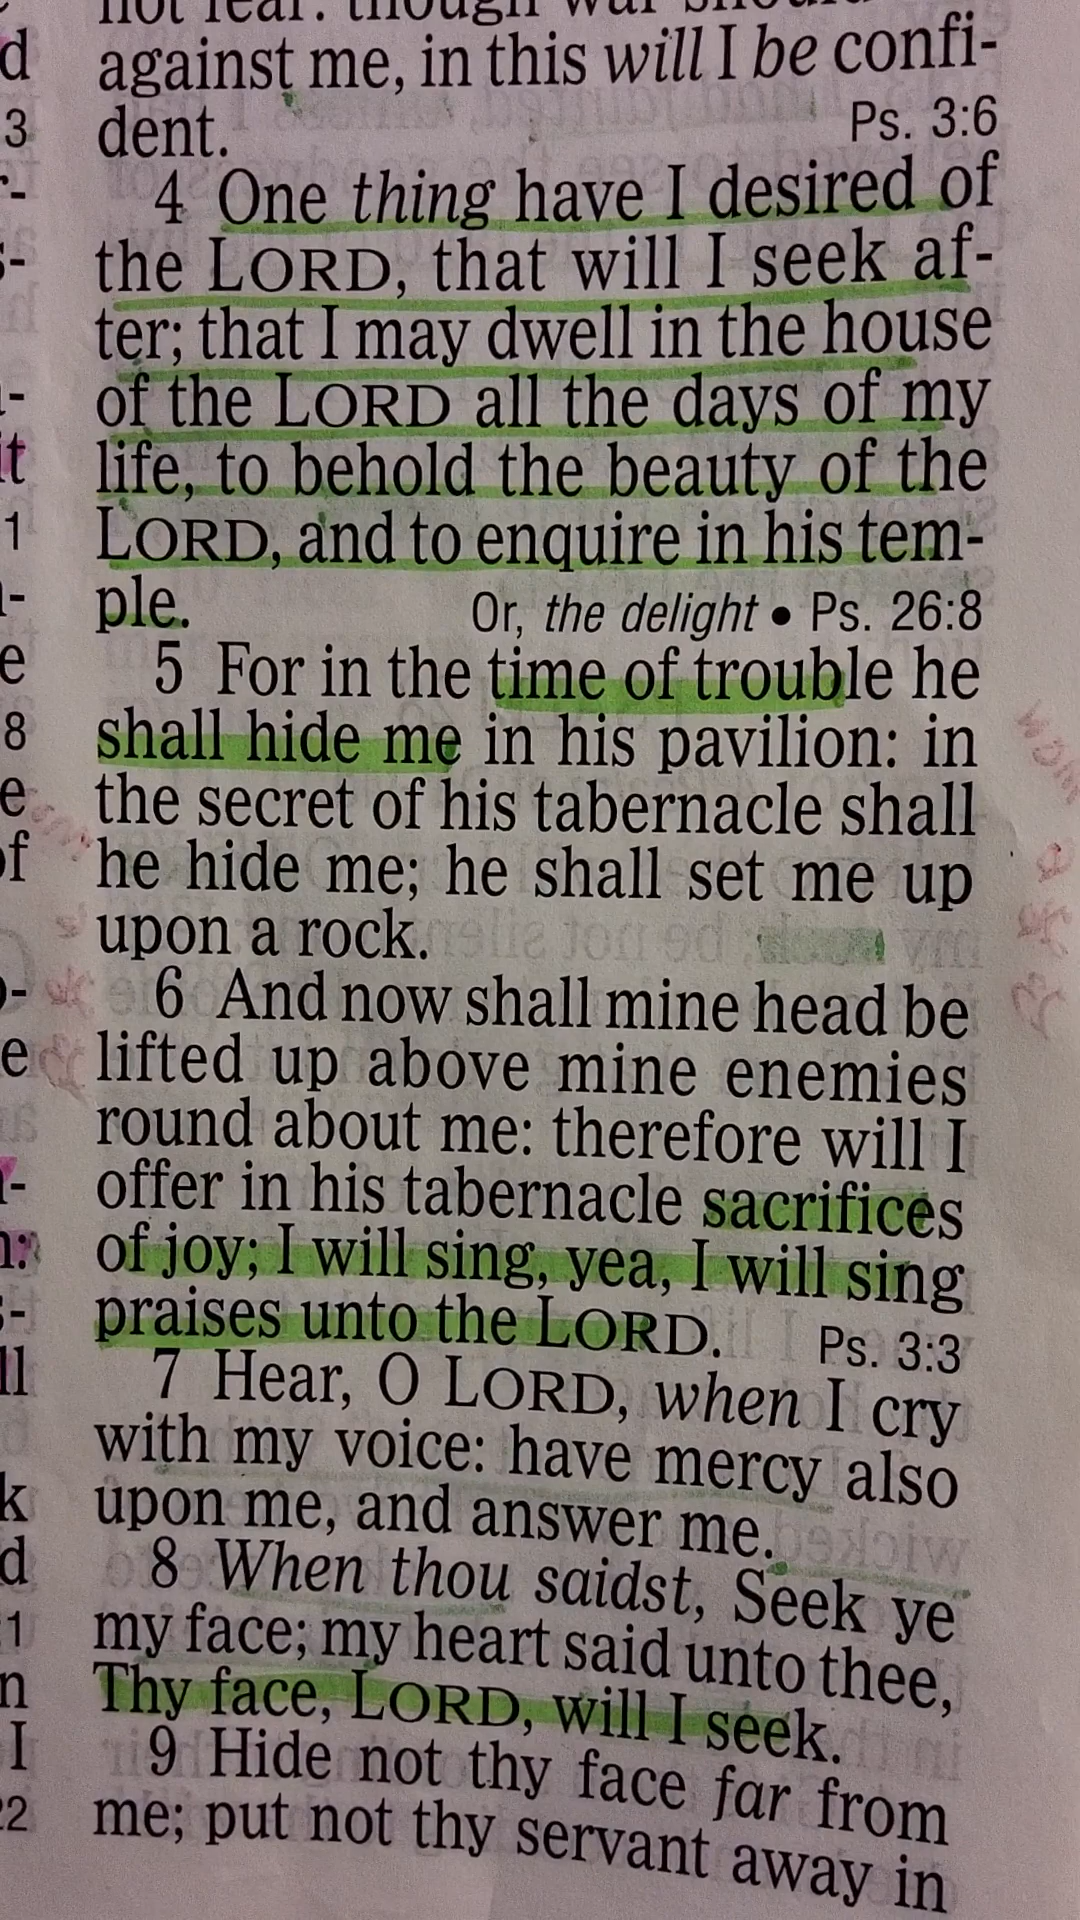 not fear: though war should
against me, in this will I be confi-
dent. Ps. 3:6
4 One thing have I desired of
the LORD, that will I seek af-
ter; that I may dwell in the house
of the LORD all the days of my
life, to behold the beauty of the
LORD, and to enquire in his tem-
ple. Or, the delight • Ps. 26:8
5 For in the time of trouble he
shall hide me in his pavilion: in
the secret of his tabernacle shall
he hide me; he shall set me up
upon a rock.
6 And now shall mine head be
lifted up above mine enemies
round about me: therefore will I
offer in his tabernacle sacrifices
of joy; I will sing, yea, I will sing
praises unto the LORD. Ps. 3:3
7 Hear, O LORD, when I cry
with my voice: have mercy also
upon me, and answer me.
8 When thou saidst, Seek ye
my face; my heart said unto thee,
Thy face, LORD, will I seek.
9 Hide not thy face far from
me; put not thy servant away in